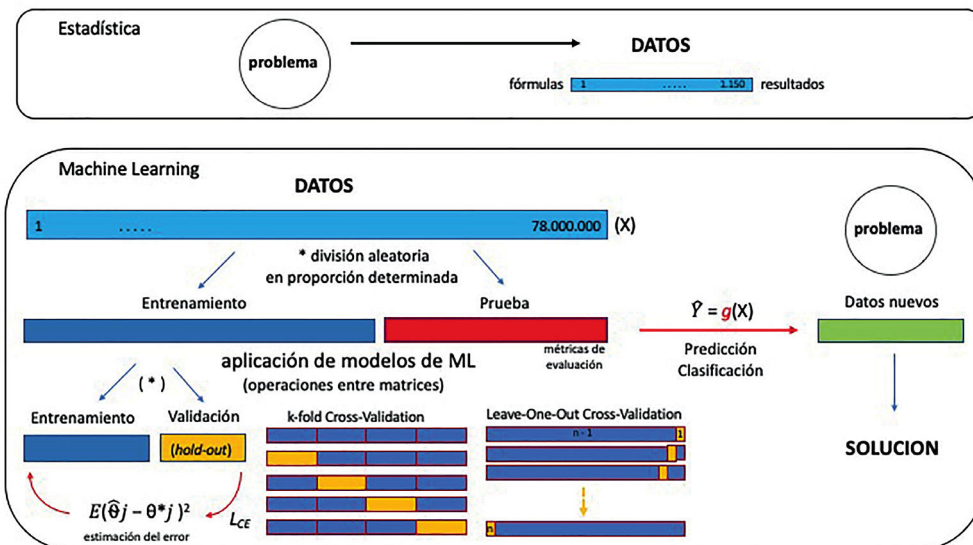 Estadística
problema
DATOS
fórmulas 1 ..... 1.150 resultados
Machine Learning
DATOS
1 ..... 78.000.000 (X)
problema
* división aleatoria
en proporción determinada
Entrenamiento
Prueba
Ŷ = g(X)
Datos nuevos
métricas de
evaluación
Predicción
Clasificación
aplicación de modelos de ML
(operaciones entre matrices)
( * )
Entrenamiento
Validación
(hold-out)
k-fold Cross-Validation
Leave-One-Out Cross-Validation
n-1 1
n
SOLUCION
E(θ̂j – θ*j )²
estimación del error
L_CE